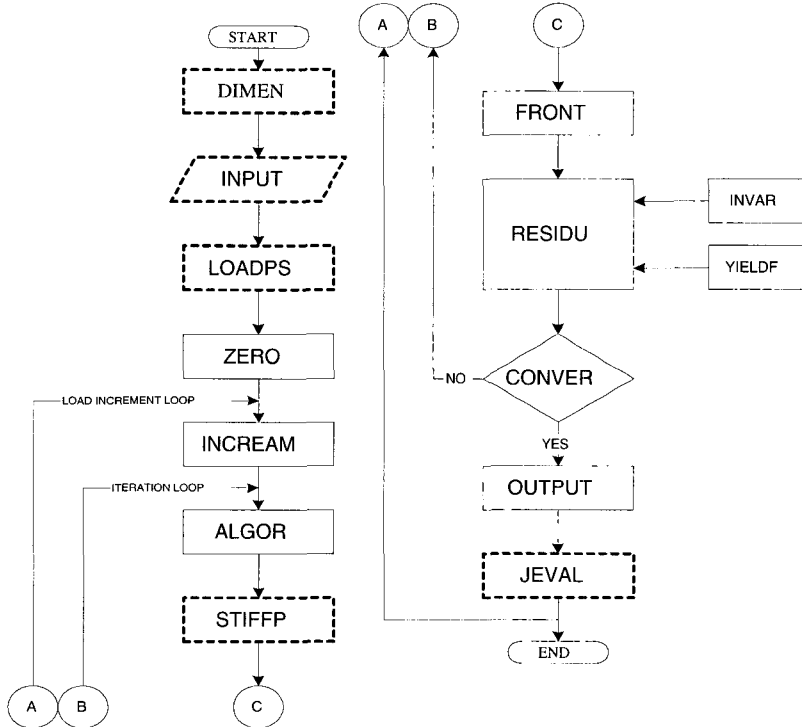 START
DIMEN
INPUT
LOADPS
ZERO
LOAD INCREMENT LOOP
INCREAM
ITERATION LOOP
ALGOR
STIFFP
A
B
C
A
B
C
FRONT
RESIDU
INVAR
YIELDF
CONVER
NO
YES
OUTPUT
JEVAL
END